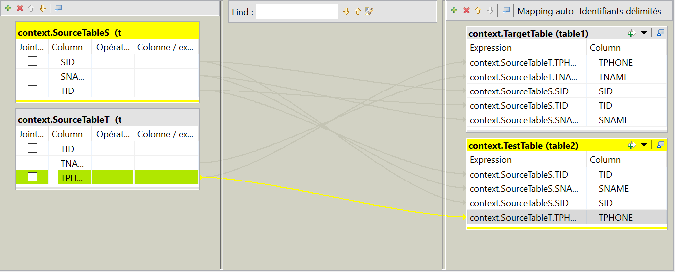 Find :
Mapping auto Identifiants délimités
context.SourceTableS (t
Joint... Column Opérat... Colonne / ex...
SID
SNA...
TID
context.SourceTableT (t
Joint... Column Opérat... Colonne / ex...
TID
TNA...
TPH...
context.TargetTable (table1)
Expression Column
context.SourceTableT.TPH... TPHONE
context.SourceTableT.TNA... TNAME
context.SourceTableS.SID SID
context.SourceTableS.TID TID
context.SourceTableS.SNA... SNAME
context.TestTable (table2)
Expression Column
context.SourceTableS.TID TID
context.SourceTableS.SNA... SNAME
context.SourceTableS.SID SID
context.SourceTableT.TPH... TPHONE